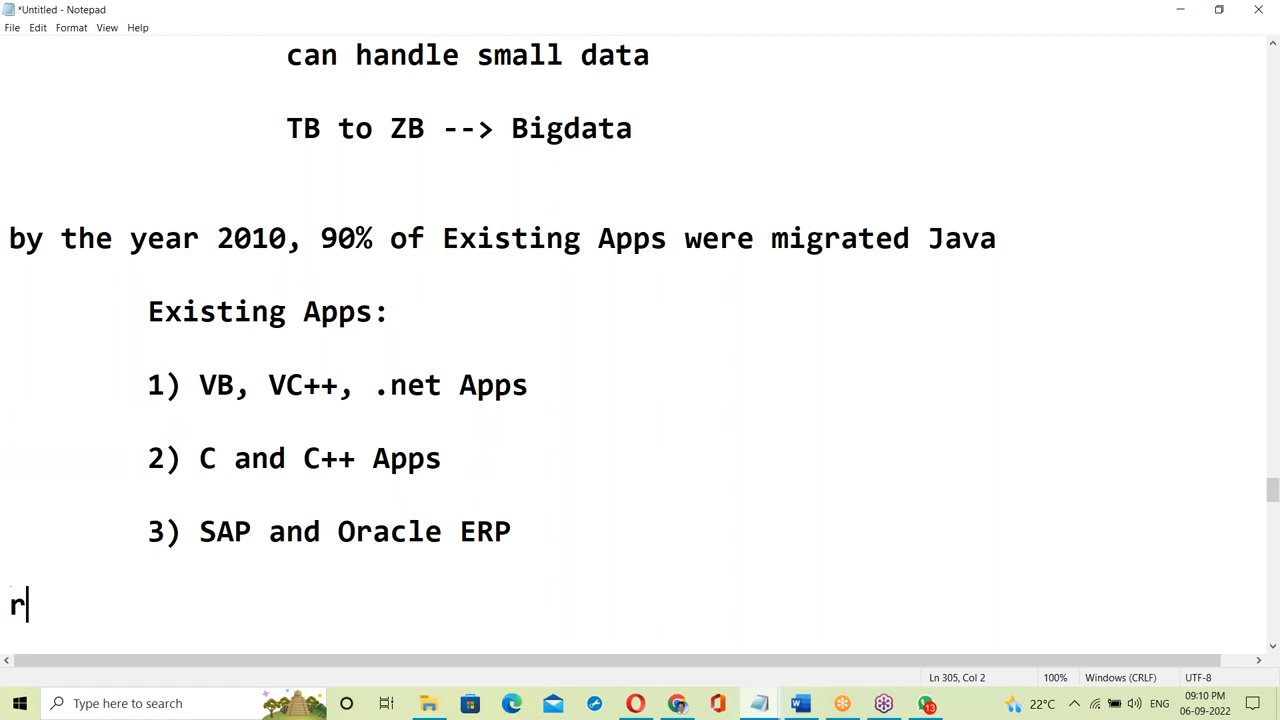 *Untitled - Notepad
File Edit Format View Help
can handle small data
TB to ZB --> Bigdata
by the year 2010, 90% of Existing Apps were migrated Java
Existing Apps:
1) VB, VC++, .net Apps
2) C and C++ Apps
3) SAP and Oracle ERP
r
Ln 305, Col 2 100% Windows (CRLF) UTF-8
Type here to search 13 22°C ENG 09:10 PM
06-09-2022